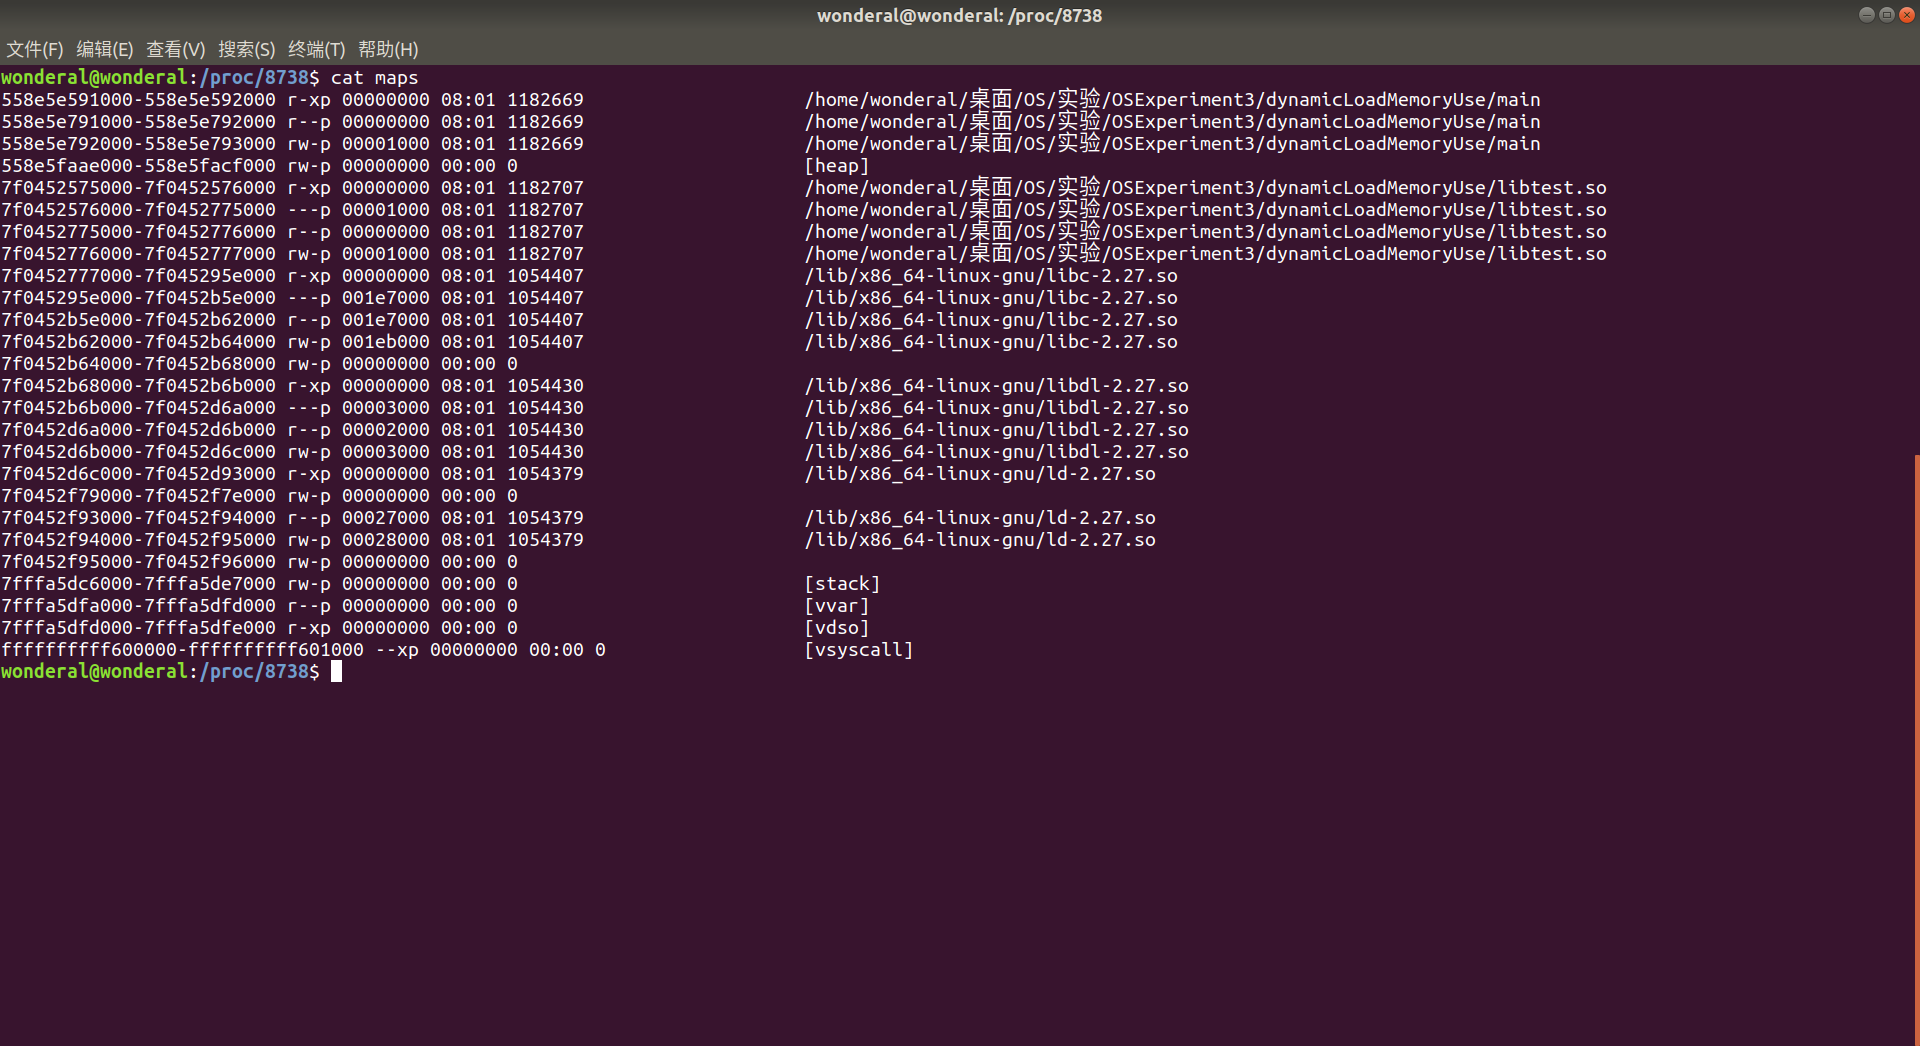 wonderal@wonderal: /proc/8738
文件(F) 编辑(E) 查看(V) 搜索(S) 终端(T) 帮助(H)
wonderal@wonderal:/proc/8738$ cat maps
558e5e591000-558e5e592000 r-xp 00000000 08:01 1182669 /home/wonderal/桌面/OS/实验/OSExperiment3/dynamicLoadMemoryUse/main
558e5e791000-558e5e792000 r--p 00000000 08:01 1182669 /home/wonderal/桌面/OS/实验/OSExperiment3/dynamicLoadMemoryUse/main
558e5e792000-558e5e793000 rw-p 00001000 08:01 1182669 /home/wonderal/桌面/OS/实验/OSExperiment3/dynamicLoadMemoryUse/main
558e5faae000-558e5facf000 rw-p 00000000 00:00 0 [heap]
7f0452575000-7f0452576000 r-xp 00000000 08:01 1182707 /home/wonderal/桌面/OS/实验/OSExperiment3/dynamicLoadMemoryUse/libtest.so
7f0452576000-7f0452775000 ---p 00001000 08:01 1182707 /home/wonderal/桌面/OS/实验/OSExperiment3/dynamicLoadMemoryUse/libtest.so
7f0452775000-7f0452776000 r--p 00000000 08:01 1182707 /home/wonderal/桌面/OS/实验/OSExperiment3/dynamicLoadMemoryUse/libtest.so
7f0452776000-7f0452777000 rw-p 00001000 08:01 1182707 /home/wonderal/桌面/OS/实验/OSExperiment3/dynamicLoadMemoryUse/libtest.so
7f0452777000-7f045295e000 r-xp 00000000 08:01 1054407 /lib/x86_64-linux-gnu/libc-2.27.so
7f045295e000-7f0452b5e000 ---p 001e7000 08:01 1054407 /lib/x86_64-linux-gnu/libc-2.27.so
7f0452b5e000-7f0452b62000 r--p 001e7000 08:01 1054407 /lib/x86_64-linux-gnu/libc-2.27.so
7f0452b62000-7f0452b64000 rw-p 001eb000 08:01 1054407 /lib/x86_64-linux-gnu/libc-2.27.so
7f0452b64000-7f0452b68000 rw-p 00000000 00:00 0
7f0452b68000-7f0452b6b000 r-xp 00000000 08:01 1054430 /lib/x86_64-linux-gnu/libdl-2.27.so
7f0452b6b000-7f0452d6a000 ---p 00003000 08:01 1054430 /lib/x86_64-linux-gnu/libdl-2.27.so
7f0452d6a000-7f0452d6b000 r--p 00002000 08:01 1054430 /lib/x86_64-linux-gnu/libdl-2.27.so
7f0452d6b000-7f0452d6c000 rw-p 00003000 08:01 1054430 /lib/x86_64-linux-gnu/libdl-2.27.so
7f0452d6c000-7f0452d93000 r-xp 00000000 08:01 1054379 /lib/x86_64-linux-gnu/ld-2.27.so
7f0452f79000-7f0452f7e000 rw-p 00000000 00:00 0
7f0452f93000-7f0452f94000 r--p 00027000 08:01 1054379 /lib/x86_64-linux-gnu/ld-2.27.so
7f0452f94000-7f0452f95000 rw-p 00028000 08:01 1054379 /lib/x86_64-linux-gnu/ld-2.27.so
7f0452f95000-7f0452f96000 rw-p 00000000 00:00 0
7fffa5dc6000-7fffa5de7000 rw-p 00000000 00:00 0 [stack]
7fffa5dfa000-7fffa5dfd000 r--p 00000000 00:00 0 [vvar]
7fffa5dfd000-7fffa5dfe000 r-xp 00000000 00:00 0 [vdso]
ffffffffff600000-ffffffffff601000 --xp 00000000 00:00 0 [vsyscall]
wonderal@wonderal:/proc/8738$